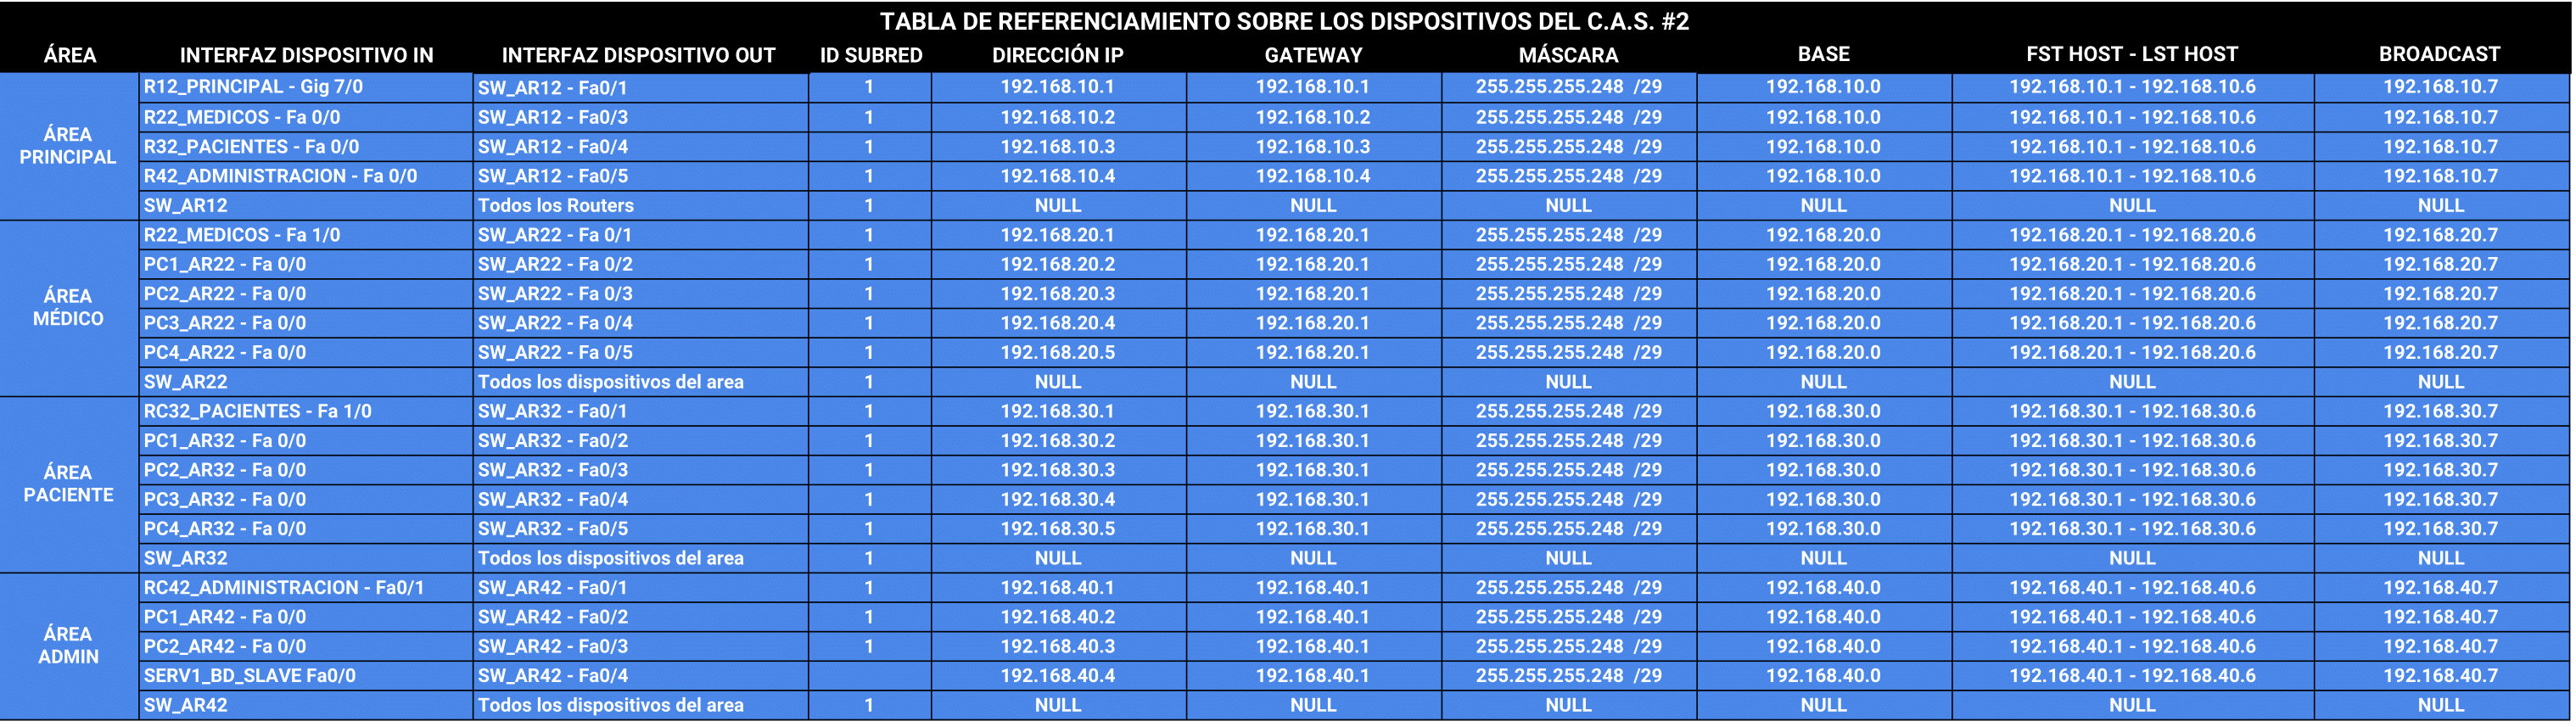 TABLA DE REFERENCIAMIENTO SOBRE LOS DISPOSITIVOS DEL C.A.S. #2
ÁREA INTERFAZ DISPOSITIVO IN INTERFAZ DISPOSITIVO OUT ID SUBRED DIRECCIÓN IP GATEWAY MÁSCARA BASE FST HOST - LST HOST BROADCAST
ÁREA PRINCIPAL
R12_PRINCIPAL - Gig 7/0 SW_AR12 - Fa0/1 1 192.168.10.1 192.168.10.1 255.255.255.248 /29 192.168.10.0 192.168.10.1 - 192.168.10.6 192.168.10.7
R22_MEDICOS - Fa 0/0 SW_AR12 - Fa0/3 1 192.168.10.2 192.168.10.2 255.255.255.248 /29 192.168.10.0 192.168.10.1 - 192.168.10.6 192.168.10.7
R32_PACIENTES - Fa 0/0 SW_AR12 - Fa0/4 1 192.168.10.3 192.168.10.3 255.255.255.248 /29 192.168.10.0 192.168.10.1 - 192.168.10.6 192.168.10.7
R42_ADMINISTRACION - Fa 0/0 SW_AR12 - Fa0/5 1 192.168.10.4 192.168.10.4 255.255.255.248 /29 192.168.10.0 192.168.10.1 - 192.168.10.6 192.168.10.7
SW_AR12 Todos los Routers 1 NULL NULL NULL NULL NULL NULL
ÁREA MÉDICO
R22_MEDICOS - Fa 1/0 SW_AR22 - Fa 0/1 1 192.168.20.1 192.168.20.1 255.255.255.248 /29 192.168.20.0 192.168.20.1 - 192.168.20.6 192.168.20.7
PC1_AR22 - Fa 0/0 SW_AR22 - Fa 0/2 1 192.168.20.2 192.168.20.1 255.255.255.248 /29 192.168.20.0 192.168.20.1 - 192.168.20.6 192.168.20.7
PC2_AR22 - Fa 0/0 SW_AR22 - Fa 0/3 1 192.168.20.3 192.168.20.1 255.255.255.248 /29 192.168.20.0 192.168.20.1 - 192.168.20.6 192.168.20.7
PC3_AR22 - Fa 0/0 SW_AR22 - Fa 0/4 1 192.168.20.4 192.168.20.1 255.255.255.248 /29 192.168.20.0 192.168.20.1 - 192.168.20.6 192.168.20.7
PC4_AR22 - Fa 0/0 SW_AR22 - Fa 0/5 1 192.168.20.5 192.168.20.1 255.255.255.248 /29 192.168.20.0 192.168.20.1 - 192.168.20.6 192.168.20.7
SW_AR22 Todos los dispositivos del area 1 NULL NULL NULL NULL NULL NULL
ÁREA PACIENTE
RC32_PACIENTES - Fa 1/0 SW_AR32 - Fa0/1 1 192.168.30.1 192.168.30.1 255.255.255.248 /29 192.168.30.0 192.168.30.1 - 192.168.30.6 192.168.30.7
PC1_AR32 - Fa 0/0 SW_AR32 - Fa0/2 1 192.168.30.2 192.168.30.1 255.255.255.248 /29 192.168.30.0 192.168.30.1 - 192.168.30.6 192.168.30.7
PC2_AR32 - Fa 0/0 SW_AR32 - Fa0/3 1 192.168.30.3 192.168.30.1 255.255.255.248 /29 192.168.30.0 192.168.30.1 - 192.168.30.6 192.168.30.7
PC3_AR32 - Fa 0/0 SW_AR32 - Fa0/4 1 192.168.30.4 192.168.30.1 255.255.255.248 /29 192.168.30.0 192.168.30.1 - 192.168.30.6 192.168.30.7
PC4_AR32 - Fa 0/0 SW_AR32 - Fa0/5 1 192.168.30.5 192.168.30.1 255.255.255.248 /29 192.168.30.0 192.168.30.1 - 192.168.30.6 192.168.30.7
SW_AR32 Todos los dispositivos del area 1 NULL NULL NULL NULL NULL NULL
ÁREA ADMIN
RC42_ADMINISTRACION - Fa0/1 SW_AR42 - Fa0/1 1 192.168.40.1 192.168.40.1 255.255.255.248 /29 192.168.40.0 192.168.40.1 - 192.168.40.6 192.168.40.7
PC1_AR42 - Fa 0/0 SW_AR42 - Fa0/2 1 192.168.40.2 192.168.40.1 255.255.255.248 /29 192.168.40.0 192.168.40.1 - 192.168.40.6 192.168.40.7
PC2_AR42 - Fa 0/0 SW_AR42 - Fa0/3 1 192.168.40.3 192.168.40.1 255.255.255.248 /29 192.168.40.0 192.168.40.1 - 192.168.40.6 192.168.40.7
SERV1_BD_SLAVE Fa0/0 SW_AR42 - Fa0/4 192.168.40.4 192.168.40.1 255.255.255.248 /29 192.168.40.0 192.168.40.1 - 192.168.40.6 192.168.40.7
SW_AR42 Todos los dispositivos del area 1 NULL NULL NULL NULL NULL NULL